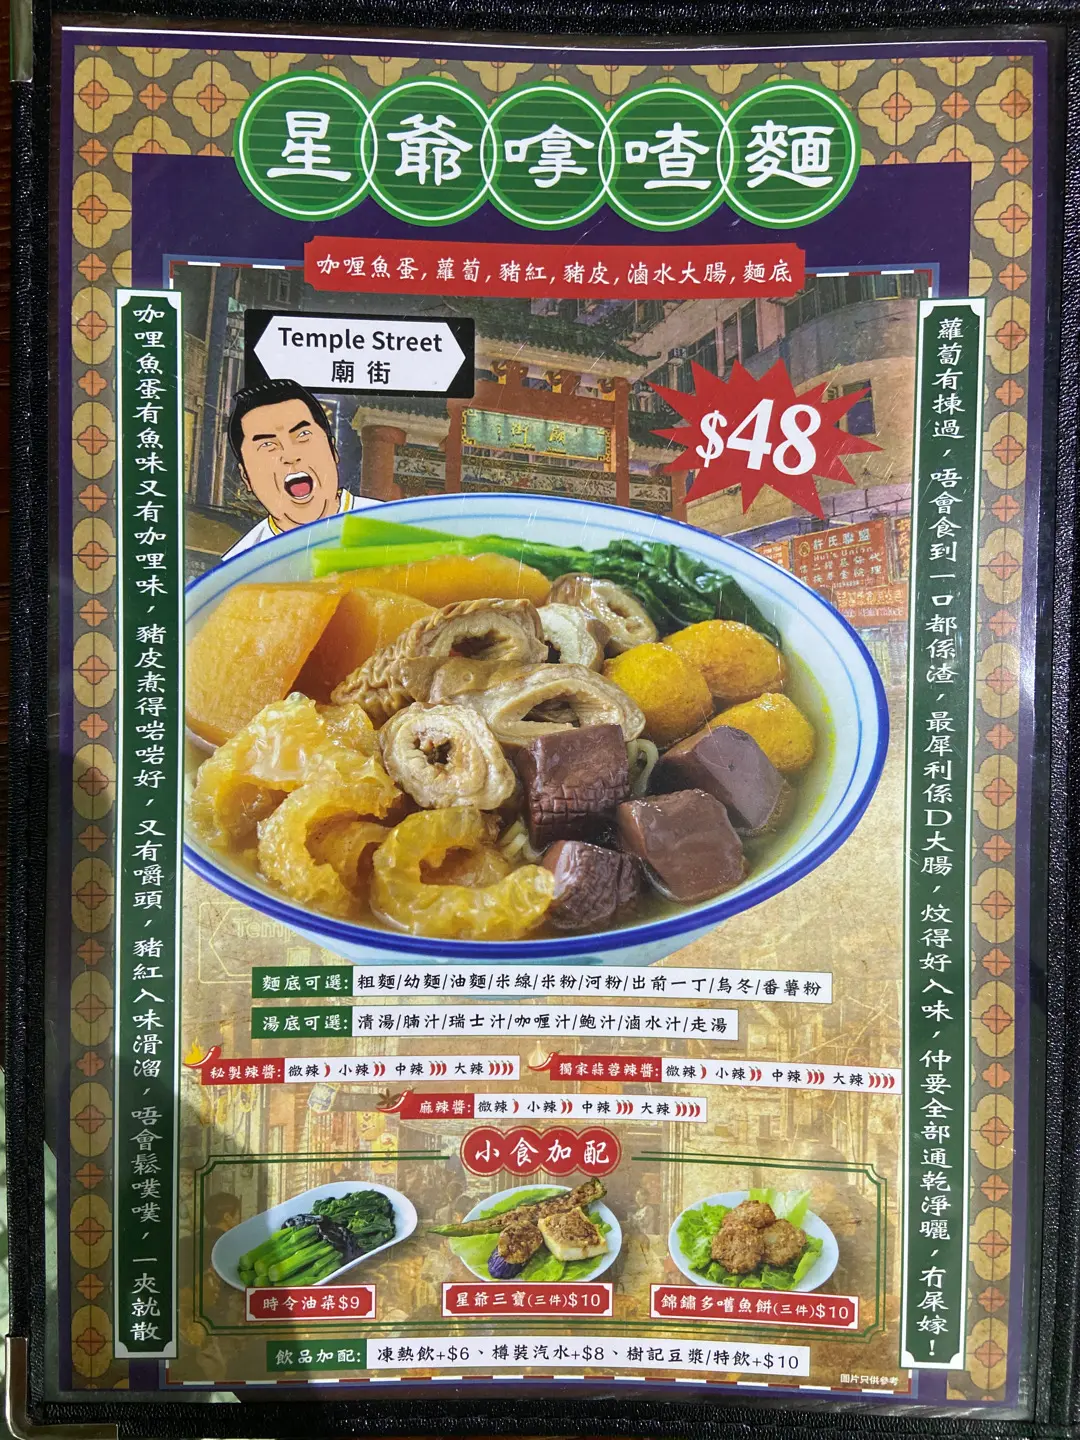 星爺嗱喳麵
咖喱魚蛋,蘿蔔,豬紅,豬皮,滷水大腸,麵底
Temple Street
廟街
$48
咖喱魚蛋有魚味又有咖喱味，豬皮煮得啱啱好，又有嚼頭，豬紅入味滑溜，唔會鬆噗噗，一夾就散
蘿蔔有揀過，唔會食到一口都係渣，最犀利係D大腸，炆得好入味，仲要全部通乾淨曬，冇屎嫁！
街廟
許氏聯盟
Hui's Union
麵底可選:粗麵/幼麵/油麵/米線/米粉/河粉/出前一丁/烏冬/番薯粉
湯底可選:清湯/腩汁/瑞士汁/咖喱汁/鮑汁/滷水汁/走湯
秘製辣醬:微辣 小辣 中辣 大辣
獨家蒜蓉辣醬:微辣 小辣 中辣 大辣
麻辣醬:微辣 小辣 中辣 大辣
小食加配
時令油菜$9
星爺三寶(三件)$10
錦鏽多嘈魚餅(三件)$10
飲品加配:凍熱飲+$6、樽裝汽水+$8、樹記豆漿/特飲+$10
圖片只供參考